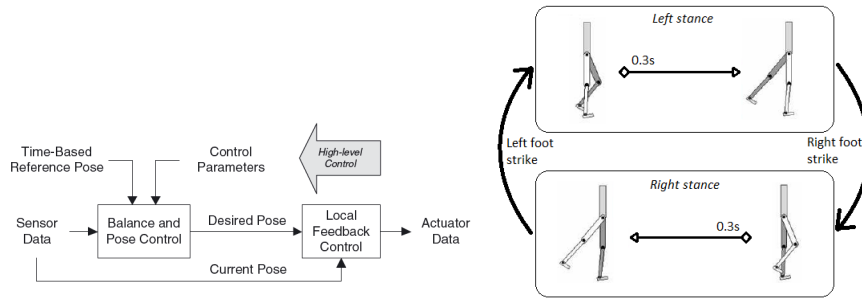 Time-Based
Reference Pose
Control
Parameters
High-level
Control
Sensor
Data
Balance and
Pose Control
Desired Pose
Local
Feedback
Control
Actuator
Data
Current Pose
Left stance
0.3s
Left foot
strike
Right foot
strike
Right stance
0.3s